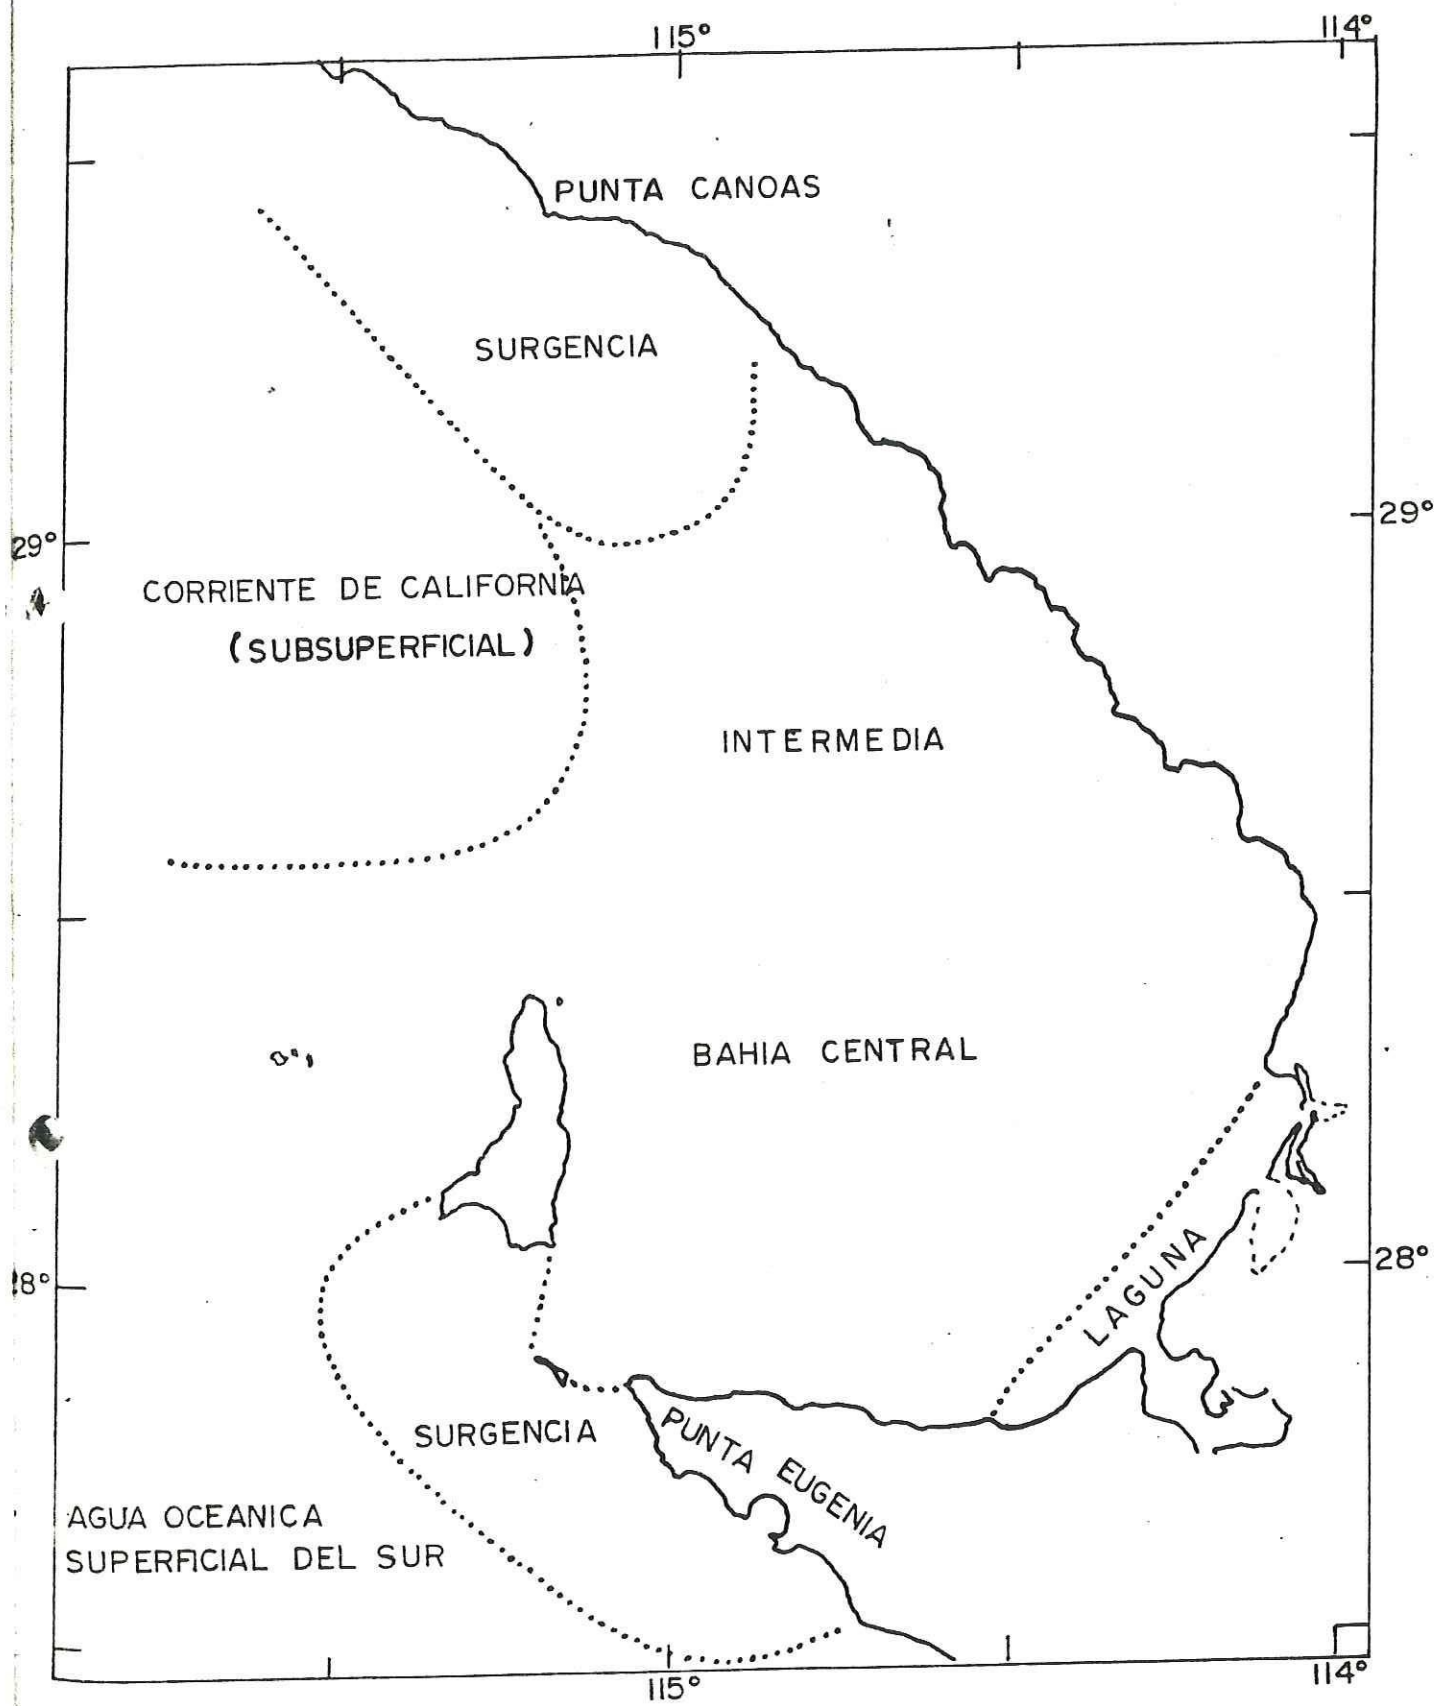 115°
114°
PUNTA CANOAS
SURGENCIA
29°
29°
CORRIENTE DE CALIFORNIA
(SUBSUPERFICIAL)
INTERMEDIA
BAHIA CENTRAL
LAGUNA
8°
28°
SURGENCIA
PUNTA EUGENIA
AGUA OCEANICA
SUPERFICIAL DEL SUR
115°
114°